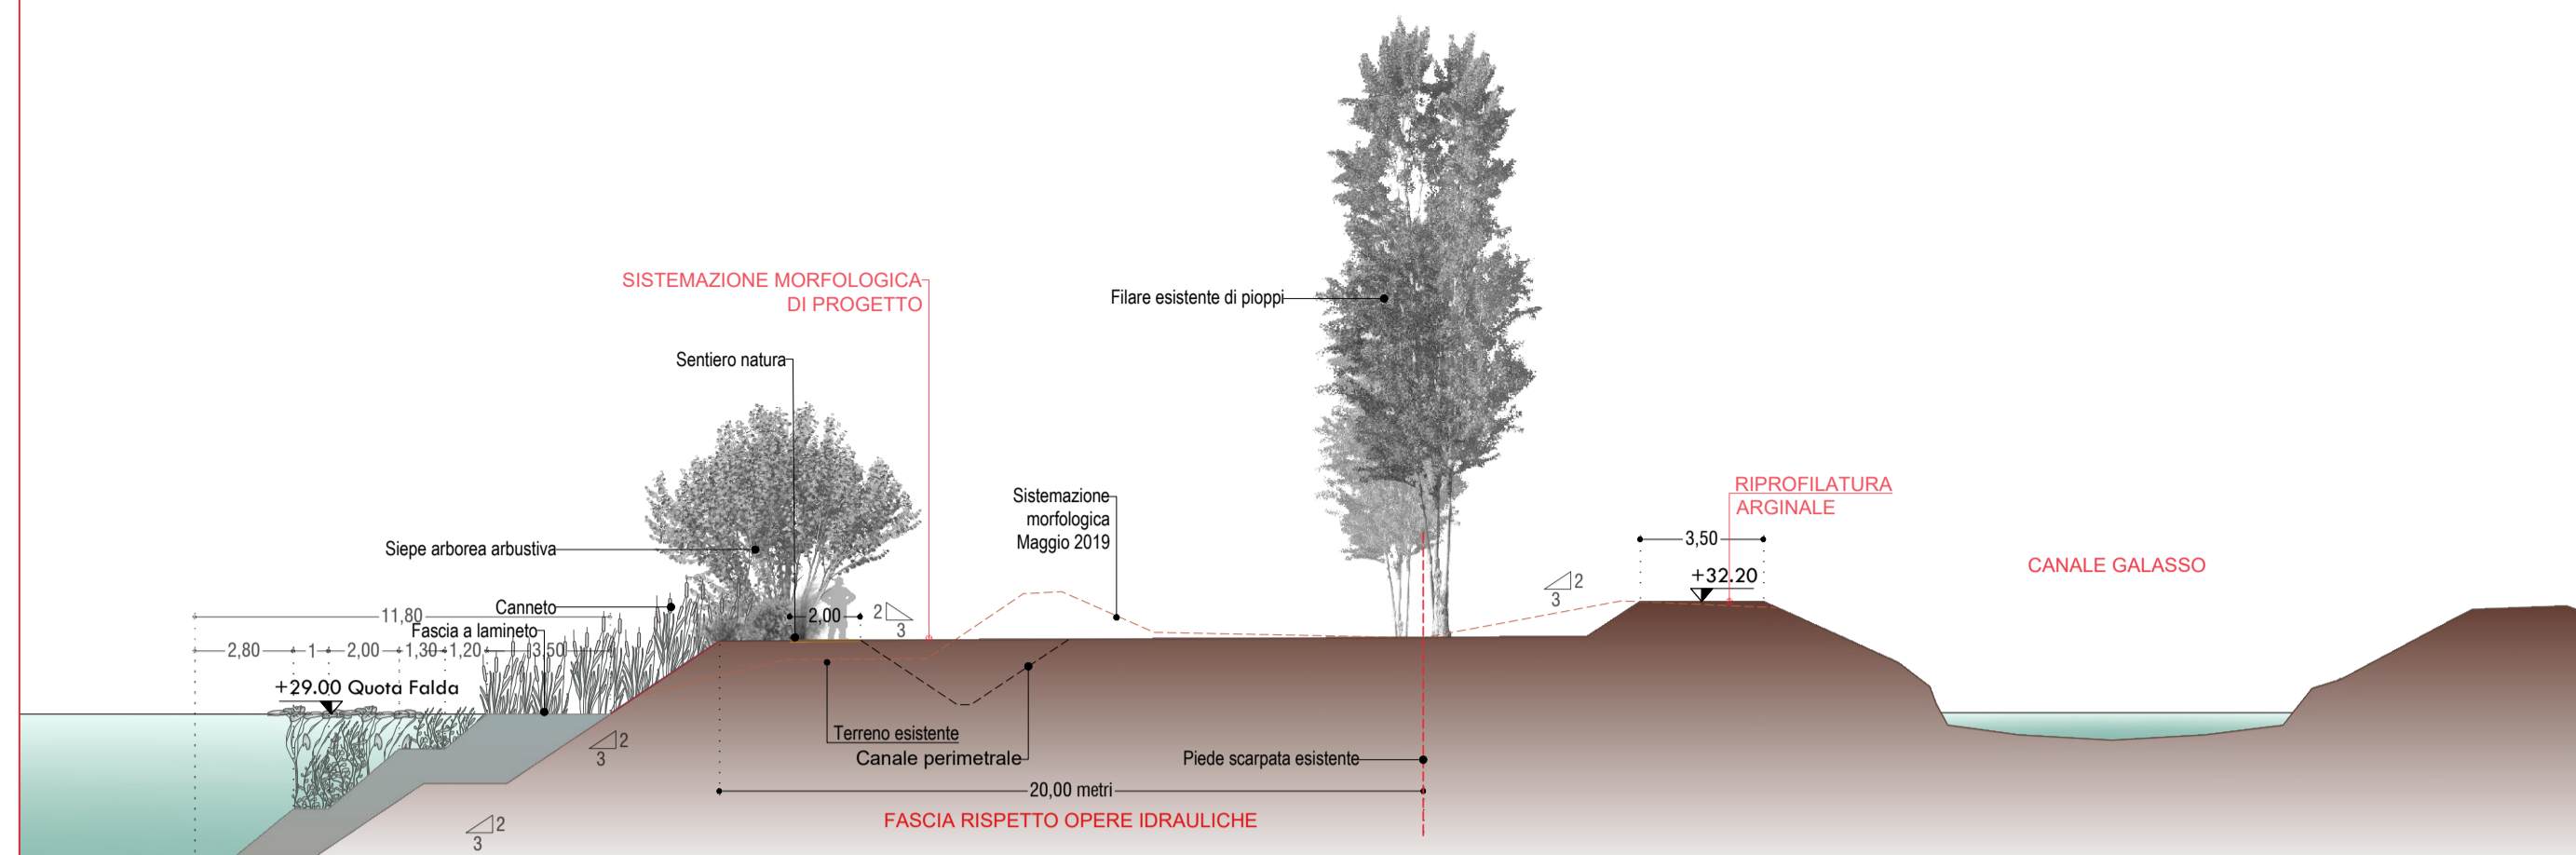 SISTEMAZIONE MORFOLOGICA
DI PROGETTO
Filare esistente di pioppi
Sentiero natura
RIPROFILATURA
ARGINALE
Sistemazione
morfologica
Maggio 2019
3,50
Siepe arborea arbustiva
CANALE GALASSO
+32.20
2
3
Canneto
11,80
2,00
2
3
Fascia a lamineto
2,80
1
2,00
1,30
1,20
3,50
+29.00 Quota Falda
Terreno esistente
2
3
Canale perimetrale
Piede scarpata esistente
20,00 metri
FASCIA RISPETTO OPERE IDRAULICHE
2
3